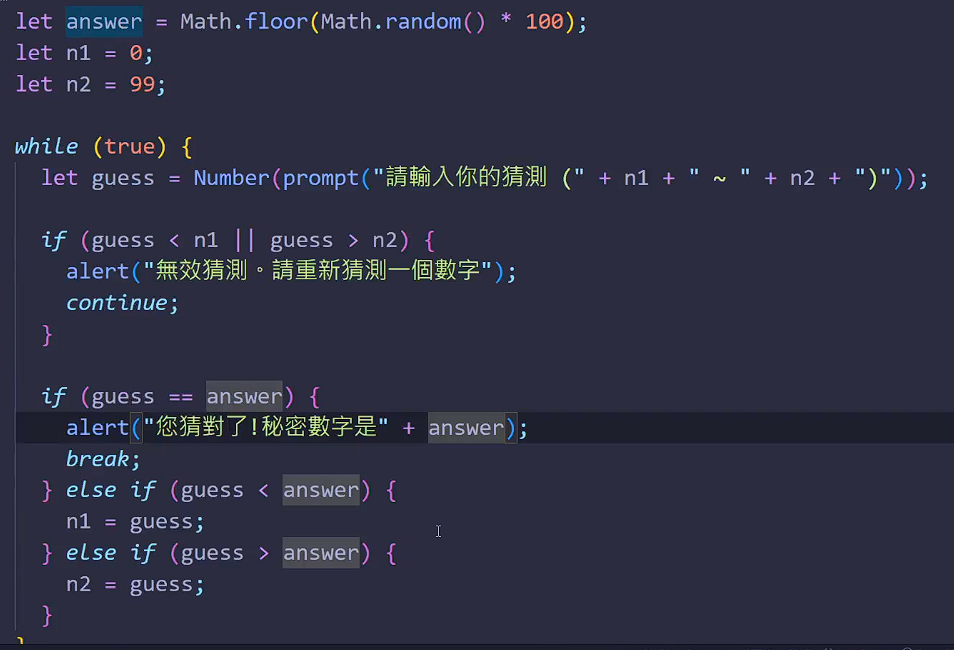 let answer = Math.floor(Math.random() * 100);
let n1 = 0;
let n2 = 99;
while (true) {
let guess = Number(prompt("請輸入你的猜測 (" + n1 + " ~ " + n2 + ")"));
if (guess < n1 || guess > n2) {
alert("無效猜測。請重新猜測一個數字");
continue;
}
if (guess == answer) {
alert("您猜對了!秘密數字是" + answer);
break;
} else if (guess < answer) {
n1 = guess;
} else if (guess > answer) {
n2 = guess;
}
}